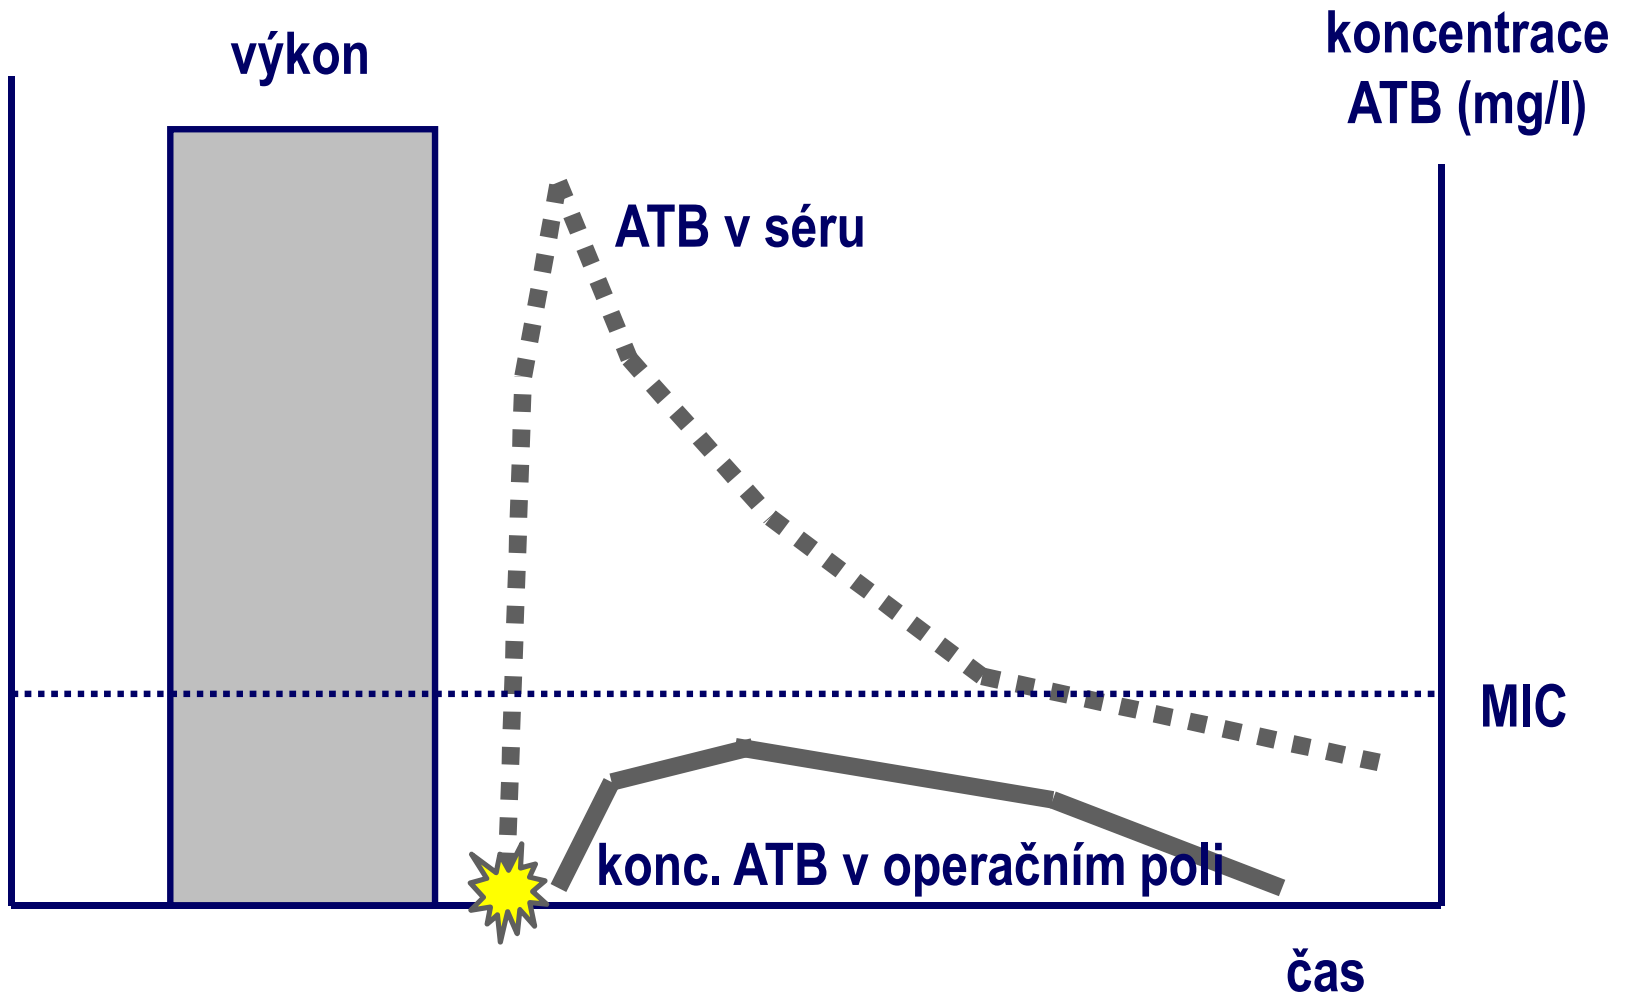 výkon
koncentrace
ATB (mg/l)
ATB v séru
MIC
konc. ATB v operačním poli
čas